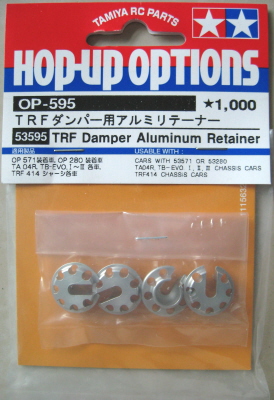 TAMIYA RC PARTS
HOP-UP OPTIONS
TAMIYA
OP-595
★1,000
TRFダンパー用アルミリテーナー
53595 TRF Damper Aluminum Retainer
適用製品
OP 571装着車, OP 280 装着車
TA 04R, TB-EVO. I~III 各車,
TRF 414 シャーシ各車
USABLE WITH :
CARS WITH 53571 OR 53280
TA04R, TB-EVO. I, II, III CHASSIS CARS
TRF414 CHASSIS CARS